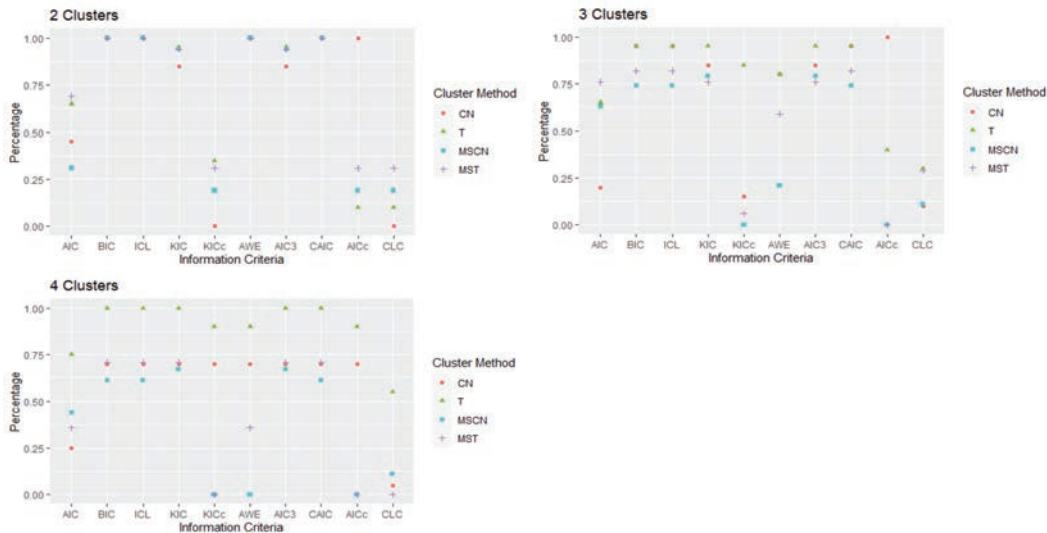 2 Clusters
1.00
0.75
0.50
0.25
0.00
Percentage
AIC BIC ICL KIC KICc AWE AIC3 CAIC AICc CLC
Information Criteria
Cluster Method
CN
T
MSCN
MST
3 Clusters
1.00
0.75
0.50
0.25
0.00
Percentage
AIC BIC ICL KIC KICc AWE AIC3 CAIC AICc CLC
Information Criteria
Cluster Method
CN
T
MSCN
MST
4 Clusters
1.00
0.75
0.50
0.25
0.00
Percentage
AIC BIC ICL KIC KICc AWE AIC3 CAIC AICc CLC
Information Criteria
Cluster Method
CN
T
MSCN
MST